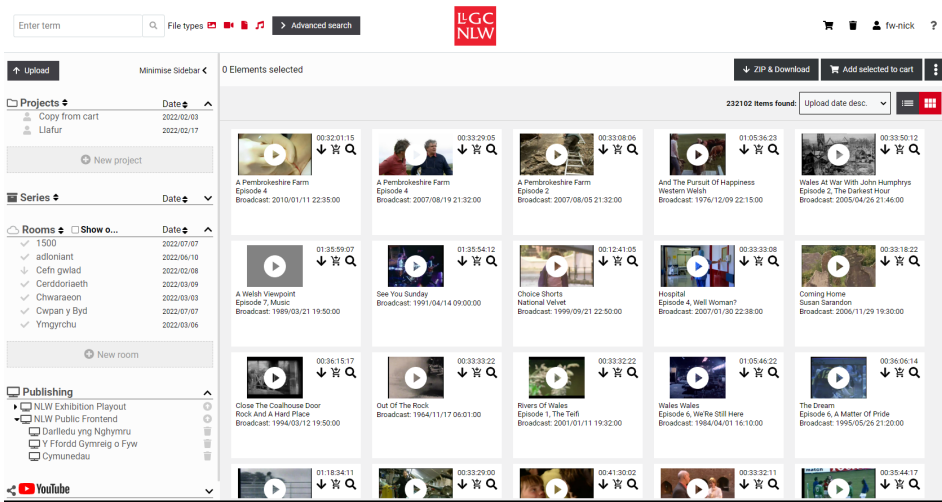 Enter term
File types
Advanced search
LLGC
NLW
fw-nick
?
Upload
Minimise Sidebar
0 Elements selected
ZIP & Download
Add selected to cart
232102 Items found:
Upload date desc.
Projects
Date
Copy from cart
2022/02/03
Llafur
2022/02/17
New project
Series
Date
Rooms
Show o...
Date
1500
2022/07/07
adloniant
2022/06/10
Cefn gwlad
2022/02/08
Cerddoriaeth
2022/03/09
Chwaraeon
2022/03/03
Cwpan y Byd
2022/07/07
Ymgyrchu
2022/03/06
New room
Publishing
NLW Exhibition Playout
NLW Public Frontend
Darlledu yng Nghymru
Y Ffordd Gymreig o Fyw
Cymunedau
YouTube
00:32:01:15
A Pembrokeshire Farm
Episode 4
Broadcast: 2010/01/11 22:35:00
00:33:29:05
A Pembrokeshire Farm
Episode 4
Broadcast: 2007/08/19 21:32:00
00:33:08:06
A Pembrokeshire Farm
Episode 2
Broadcast: 2007/08/05 21:32:00
01:05:36:23
And The Pursuit Of Happiness
Western Welsh
Broadcast: 1976/12/09 22:15:00
00:33:50:12
Wales At War With John Humphrys
Episode 2, The Darkest Hour
Broadcast: 2005/04/26 21:46:00
01:35:59:07
A Welsh Viewpoint
Episode 7, Music
Broadcast: 1989/03/21 19:50:00
01:35:54:12
See You Sunday
Broadcast: 1991/04/14 09:00:00
00:12:41:05
Choice Shorts
National Velvet
Broadcast: 1999/09/21 22:50:00
00:33:33:08
Hospital
Episode 4, Well Woman?
Broadcast: 2007/01/30 22:38:00
00:33:18:22
Coming Home
Susan Sarandon
Broadcast: 2006/11/29 19:30:00
00:36:15:17
Close The Coalhouse Door
Rock And A Hard Place
Broadcast: 1994/03/12 19:50:00
00:33:33:22
Out Of The Rock
Broadcast: 1964/11/17 06:01:00
00:33:32:22
Rivers Of Wales
Episode 1, The Teifi
Broadcast: 2001/01/11 19:32:00
01:05:46:22
Wales Wales
Episode 6, We'Re Still Here
Broadcast: 1984/04/01 16:10:00
00:36:06:14
The Dream
Episode 6, A Matter Of Pride
Broadcast: 1995/05/26 21:20:00
01:18:34:11
00:33:29:00
00:41:30:02
00:33:32:11
00:35:44:17